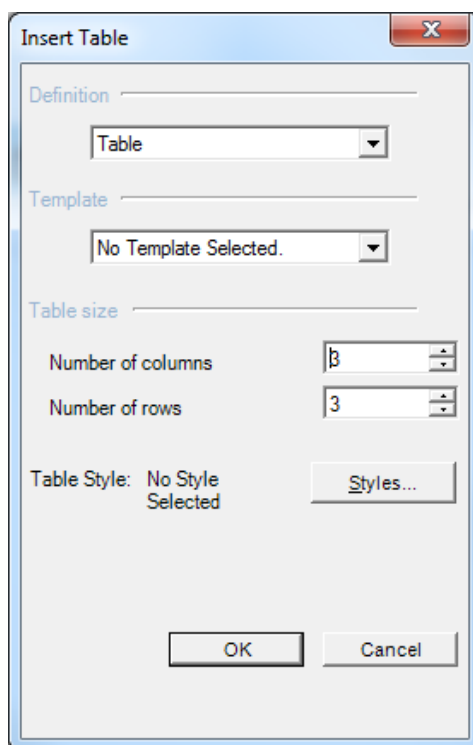 Insert Table
Definition
Table
Template
No Template Selected.
Table size
Number of columns 3
Number of rows 3
Table Style: No Style Selected
Styles...
OK Cancel